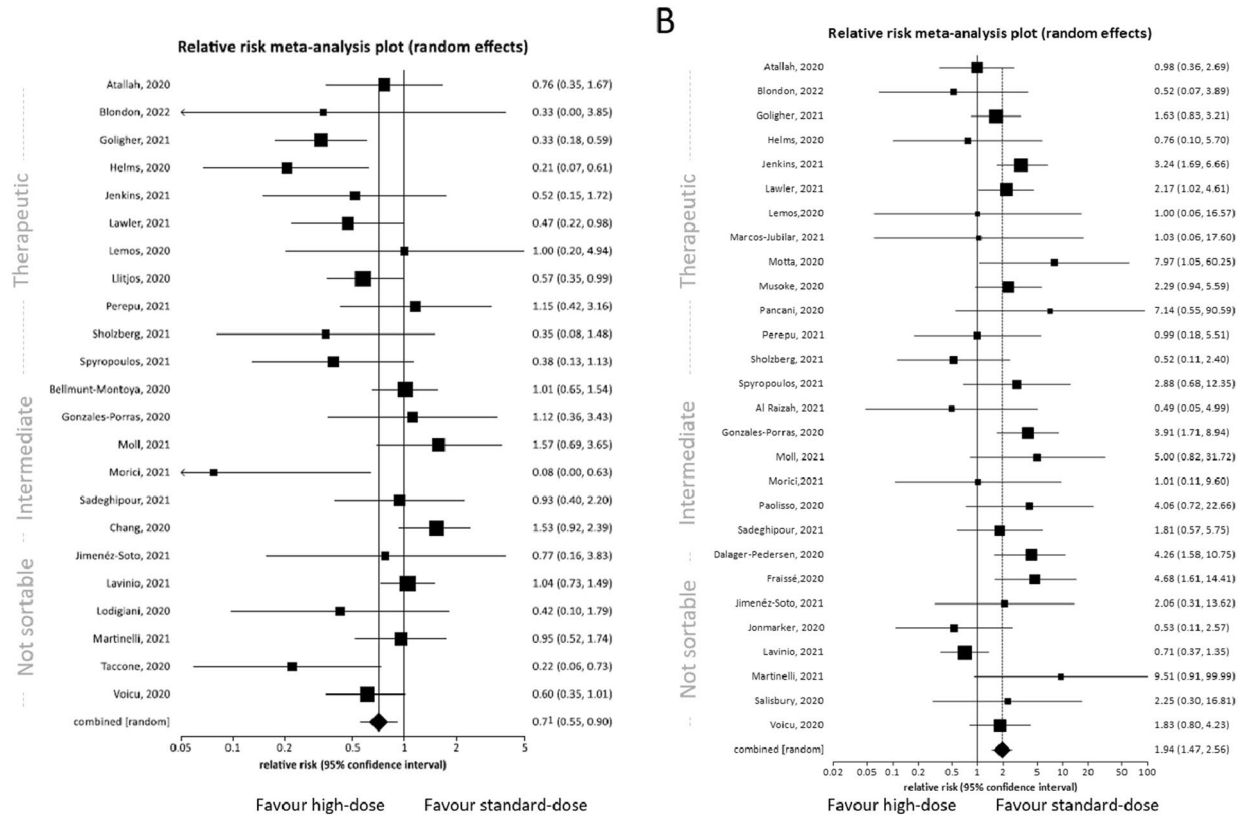 Relative risk meta-analysis plot (random effects)
Therapeutic
Intermediate
Not sortable
Atallah, 2020 0.76 (0.35, 1.67)
Blondon, 2022 0.33 (0.00, 3.85)
Goligher, 2021 0.33 (0.18, 0.59)
Helms, 2020 0.21 (0.07, 0.61)
Jenkins, 2021 0.52 (0.15, 1.72)
Lawler, 2021 0.47 (0.22, 0.98)
Lemos, 2020 1.00 (0.20, 4.94)
Llitjos, 2020 0.57 (0.35, 0.99)
Perepu, 2021 1.15 (0.42, 3.16)
Sholzberg, 2021 0.35 (0.08, 1.48)
Spyropoulos, 2021 0.38 (0.13, 1.13)
Bellmunt-Montoya, 2020 1.01 (0.65, 1.54)
Gonzales-Porras, 2020 1.12 (0.36, 3.43)
Moll, 2021 1.57 (0.69, 3.65)
Morici, 2021 0.08 (0.00, 0.63)
Sadeghipour, 2021 0.93 (0.40, 2.20)
Chang, 2020 1.53 (0.92, 2.39)
Jimenéz-Soto, 2021 0.77 (0.16, 3.83)
Lavinio, 2021 1.04 (0.73, 1.49)
Lodigiani, 2020 0.42 (0.10, 1.79)
Martinelli, 2021 0.95 (0.52, 1.74)
Taccone, 2020 0.22 (0.06, 0.73)
Voicu, 2020 0.60 (0.35, 1.01)
combined [random] 0.71 (0.55, 0.90)
0.05 0.1 0.2 0.5 1 2 5
relative risk (95% confidence interval)
Favour high-dose Favour standard-dose
B
Relative risk meta-analysis plot (random effects)
Therapeutic
Intermediate
Not sortable
Atallah, 2020 0.98 (0.36, 2.69)
Blondon, 2022 0.52 (0.07, 3.89)
Goligher, 2021 1.63 (0.83, 3.21)
Helms, 2020 0.76 (0.10, 5.70)
Jenkins, 2021 3.24 (1.69, 6.66)
Lawler, 2021 2.17 (1.02, 4.61)
Lemos,2020 1.00 (0.06, 16.57)
Marcos-Jubilar, 2021 1.03 (0.06, 17.60)
Motta, 2020 7.97 (1.05, 60.25)
Musoke, 2020 2.29 (0.94, 5.59)
Pancani, 2020 7.14 (0.55, 90.59)
Perepu, 2021 0.99 (0.18, 5.51)
Sholzberg, 2021 0.52 (0.11, 2.40)
Spyropoulos, 2021 2.88 (0.68, 12.35)
Al Raizah, 2021 0.49 (0.05, 4.99)
Gonzales-Porras, 2020 3.91 (1.71, 8.94)
Moll, 2021 5.00 (0.82, 31.72)
Morici,2021 1.01 (0.11, 9.60)
Paolisso, 2020 4.06 (0.72, 22.66)
Sadeghipour, 2021 1.81 (0.57, 5.75)
Dalager-Pedersen, 2020 4.26 (1.58, 10.75)
Fraissé,2020 4.68 (1.61, 14.41)
Jimenéz-Soto, 2021 2.06 (0.31, 13.62)
Jonmarker, 2020 0.53 (0.11, 2.57)
Lavinio, 2021 0.71 (0.37, 1.35)
Martinelli, 2021 9.51 (0.91, 99.99)
Salisbury, 2020 2.25 (0.30, 16.81)
Voicu, 2020 1.83 (0.80, 4.23)
combined [random] 1.94 (1.47, 2.56)
0.02 0.05 0.1 0.2 0.5 1 2 5 10 20 50 100
relative risk (95% confidence interval)
Favour high-dose Favour standard-dose